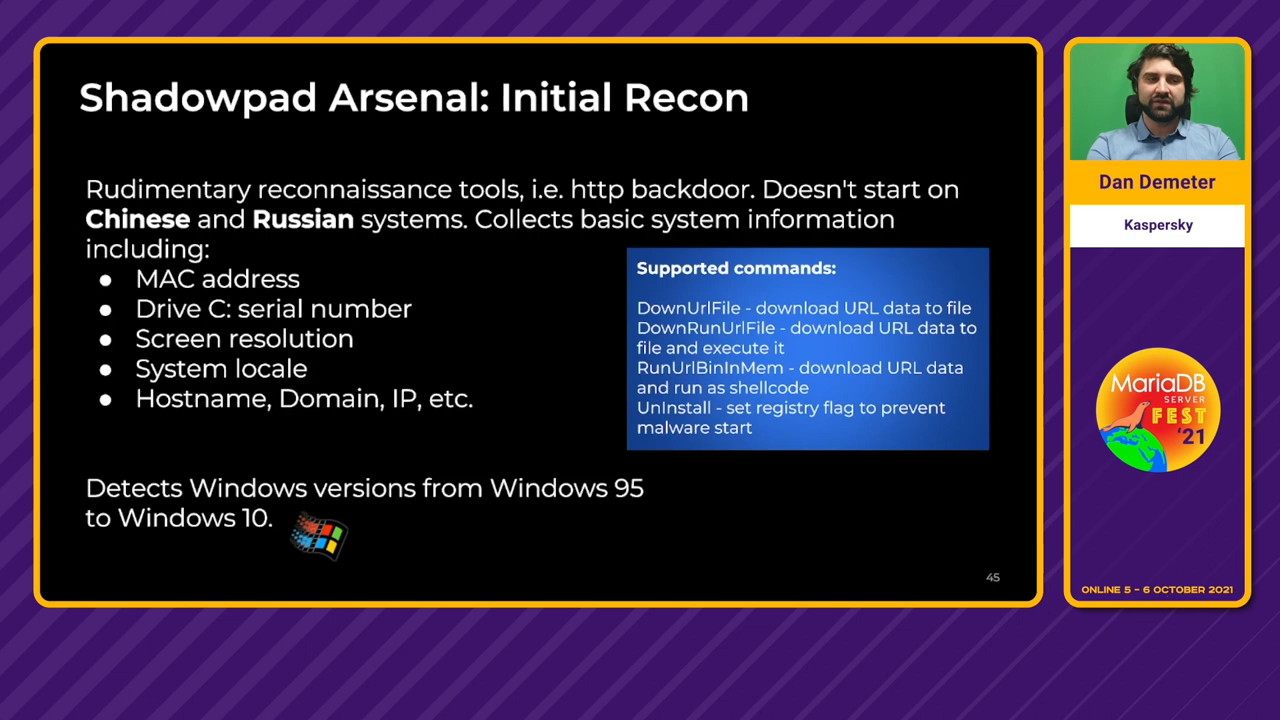 Shadowpad Arsenal: Initial Recon
Rudimentary reconnaissance tools, i.e. http backdoor. Doesn't start on
Chinese and Russian systems. Collects basic system information
including:
● MAC address
● Drive C: serial number
● Screen resolution
● System locale
● Hostname, Domain, IP, etc.
Supported commands:
DownUrlFile - download URL data to file
DownRunUrlFile - download URL data to
file and execute it
RunUrlBinInMem - download URL data
and run as shellcode
UnInstall - set registry flag to prevent
malware start
Detects Windows versions from Windows 95
to Windows 10.
45
Dan Demeter
Kaspersky
MariaDB
SERVER
FEST
'21
ONLINE 5 - 6 OCTOBER 2021